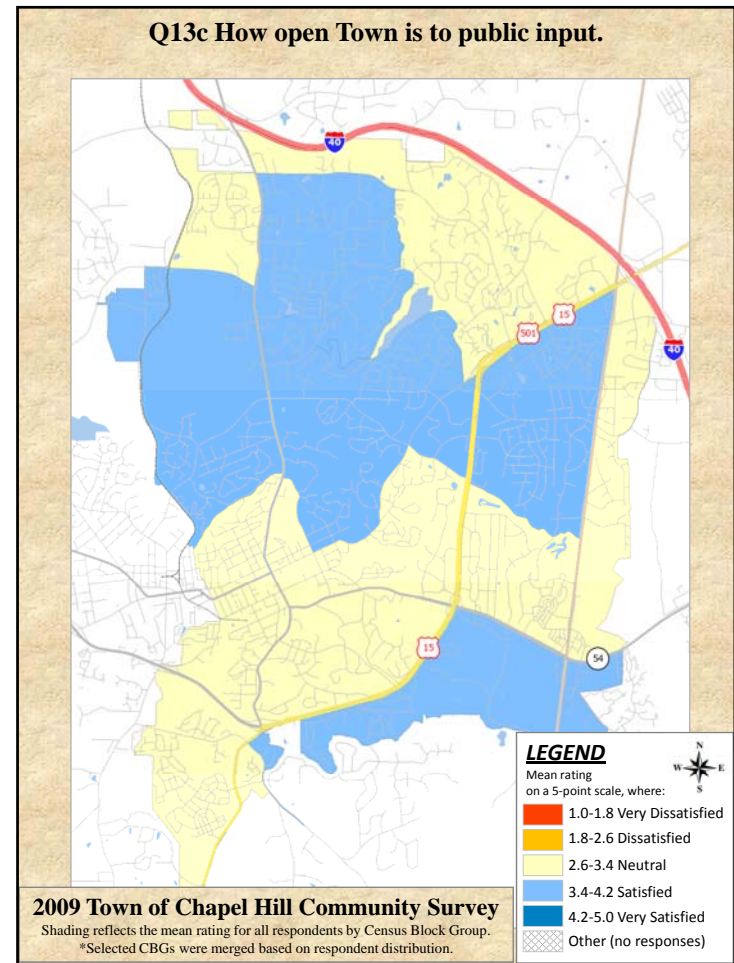 Q13c How open Town is to public input.
40
15
501
40
15
54
LEGEND
Mean rating
on a 5-point scale, where:
1.0-1.8 Very Dissatisfied
1.8-2.6 Dissatisfied
2.6-3.4 Neutral
3.4-4.2 Satisfied
4.2-5.0 Very Satisfied
Other (no responses)
N
W E
S
2009 Town of Chapel Hill Community Survey
Shading reflects the mean rating for all respondents by Census Block Group.
*Selected CBGs were merged based on respondent distribution.